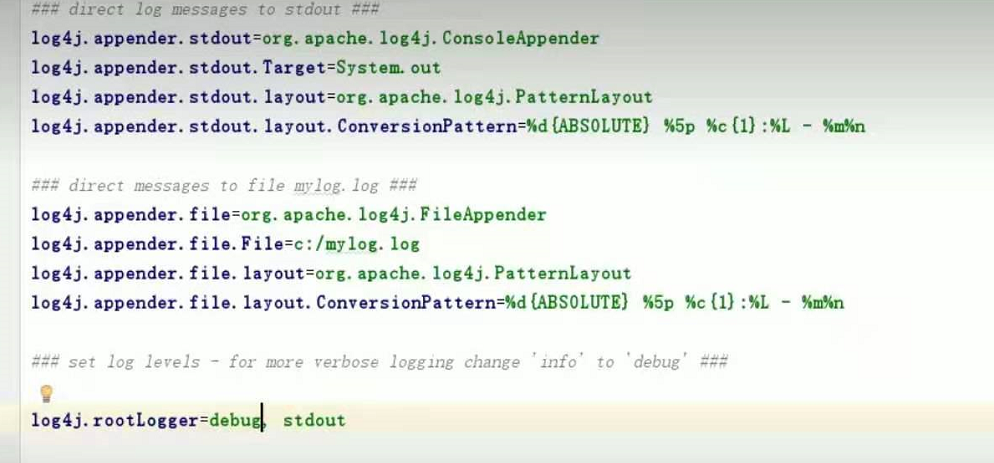 ### direct log messages to stdout ###
log4j.appender.stdout=org.apache.log4j.ConsoleAppender
log4j.appender.stdout.Target=System.out
log4j.appender.stdout.layout=org.apache.log4j.PatternLayout
log4j.appender.stdout.layout.ConversionPattern=%d{ABSOLUTE} %5p %c{1}:%L - %m%n
### direct messages to file mylog.log ###
log4j.appender.file=org.apache.log4j.FileAppender
log4j.appender.file.File=c:/mylog.log
log4j.appender.file.layout=org.apache.log4j.PatternLayout
log4j.appender.file.layout.ConversionPattern=%d{ABSOLUTE} %5p %c{1}:%L - %m%n
### set log levels - for more verbose logging change 'info' to 'debug' ###
log4j.rootLogger=debug, stdout